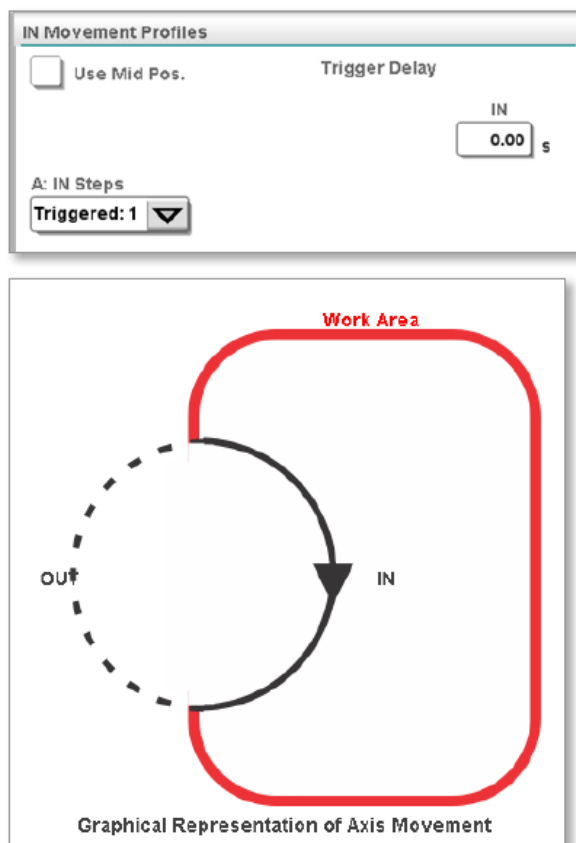 IN Movement Profiles
Use Mid Pos.
Trigger Delay
IN
0.00 s
A: IN Steps
Triggered: 1
Work Area
OUT
IN
Graphical Representation of Axis Movement